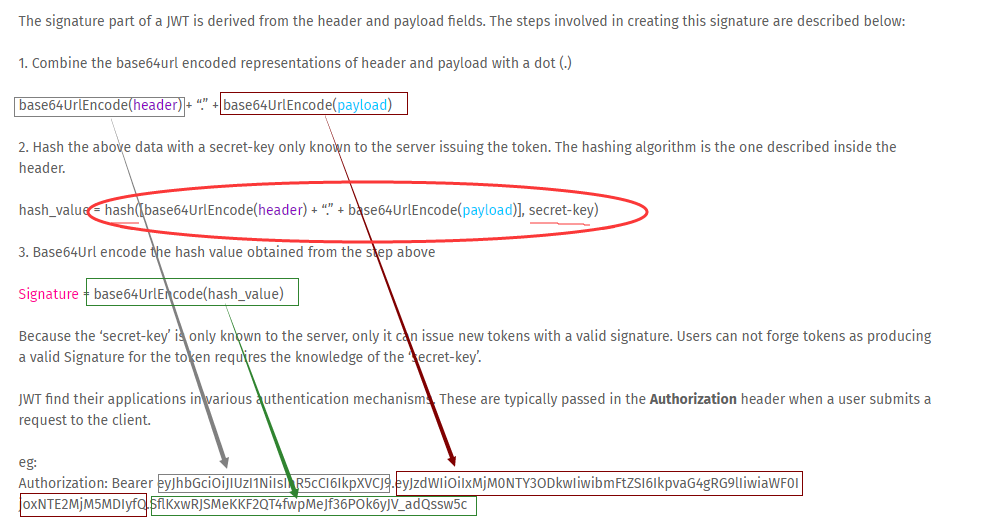 The signature part of a JWT is derived from the header and payload fields. The steps involved in creating this signature are described below:
1. Combine the base64url encoded representations of header and payload with a dot (.)
base64UrlEncode(header) + “.” + base64UrlEncode(payload)
2. Hash the above data with a secret-key only known to the server issuing the token. The hashing algorithm is the one described inside the
header.
hash_value = hash([base64UrlEncode(header) + “.” + base64UrlEncode(payload)], secret-key)
3. Base64Url encode the hash value obtained from the step above
Signature = base64UrlEncode(hash_value)
Because the ‘secret-key’ is only known to the server, only it can issue new tokens with a valid signature. Users can not forge tokens as producing
a valid Signature for the token requires the knowledge of the ‘secret-key’.
JWT find their applications in various authentication mechanisms. These are typically passed in the Authorization header when a user submits a
request to the client.
eg:
Authorization: Bearer eyJhbGciOiJIUzI1NiIsInR5cCI6IkpXVCJ9.eyJzdWIiOiIxMjM0NTY3ODkwIiwibmFtZSI6IkpvaG4gRG9lIiwiaWF0I
joxNTE2MjM5MDIyfQ.SflKxwRJSMeKKF2QT4fwpMeJf36POk6yJV_adQssw5c